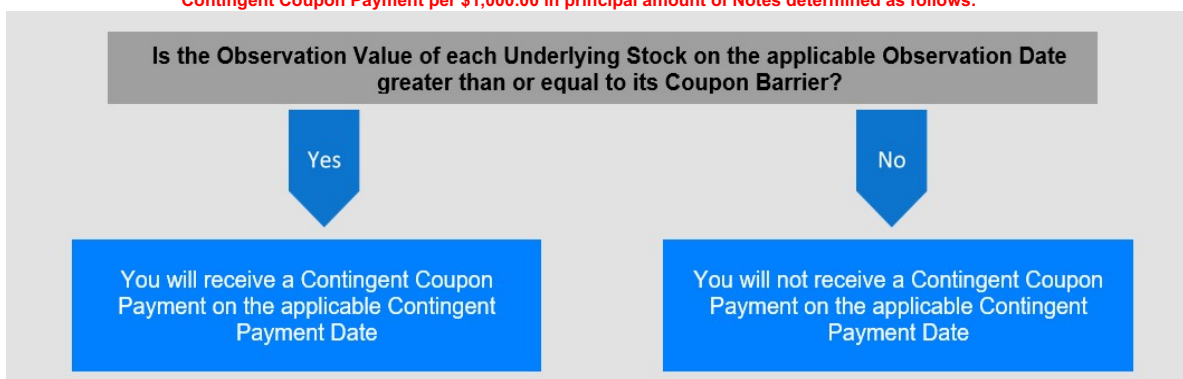 Contingent Coupon Payment per $1,000.00 in principal amount of Notes determined as follows:
Is the Observation Value of each Underlying Stock on the applicable Observation Date
greater than or equal to its Coupon Barrier?
Yes
No
You will receive a Contingent Coupon
Payment on the applicable Contingent
Payment Date
You will not receive a Contingent Coupon
Payment on the applicable Contingent
Payment Date